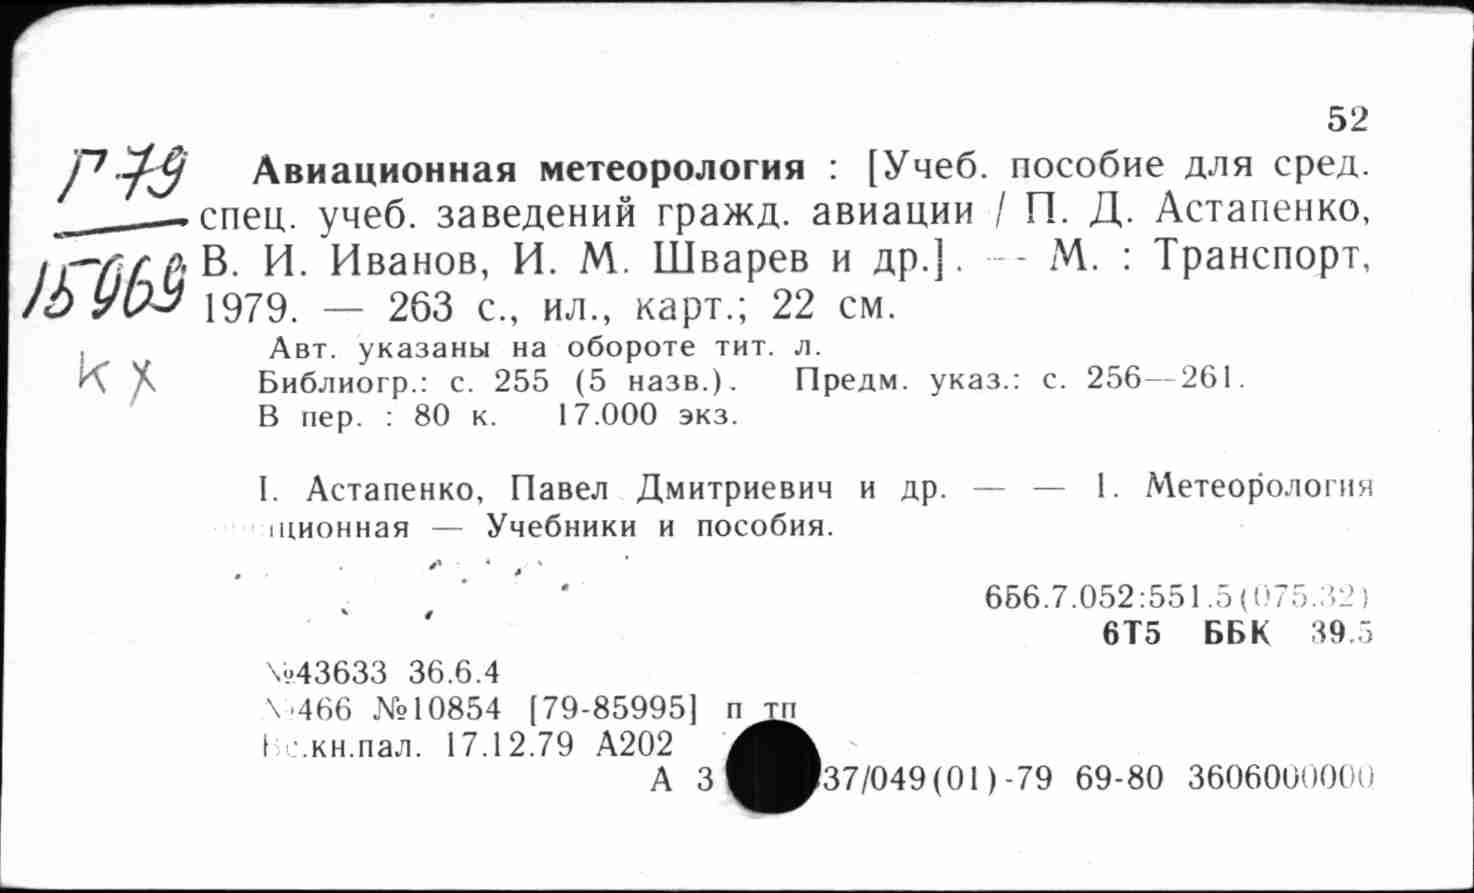 52
Г 79
15969
кх
Авиационная метеорология : [Учеб. пособие для сред.
спец. учеб. заведений гражд. авиации / П. Д. Астапенко,
В. И. Иванов, И. М. Шварев и др.]. — М. : Транспорт,
1979. — 263 с., ил., карт.; 22 см.
Авт. указаны на обороте тит. л.
Библиогр.: с. 255 (5 назв.). Предм. указ.: с. 256—261.
В пер. : 80 к. 17.000 экз.
I. Астапенко, Павел Дмитриевич и др. — — 1. Метеорология
ционная — Учебники и пособия.
656.7.052:551.5(075.32)
6Т5 ББК 39.5
№43633 36.6.4
№466 №10854 [79-85995] п тп
Вс.кн.пал. 17.12.79 А202
А 3 37/049(01)-79 69-80 3606000000